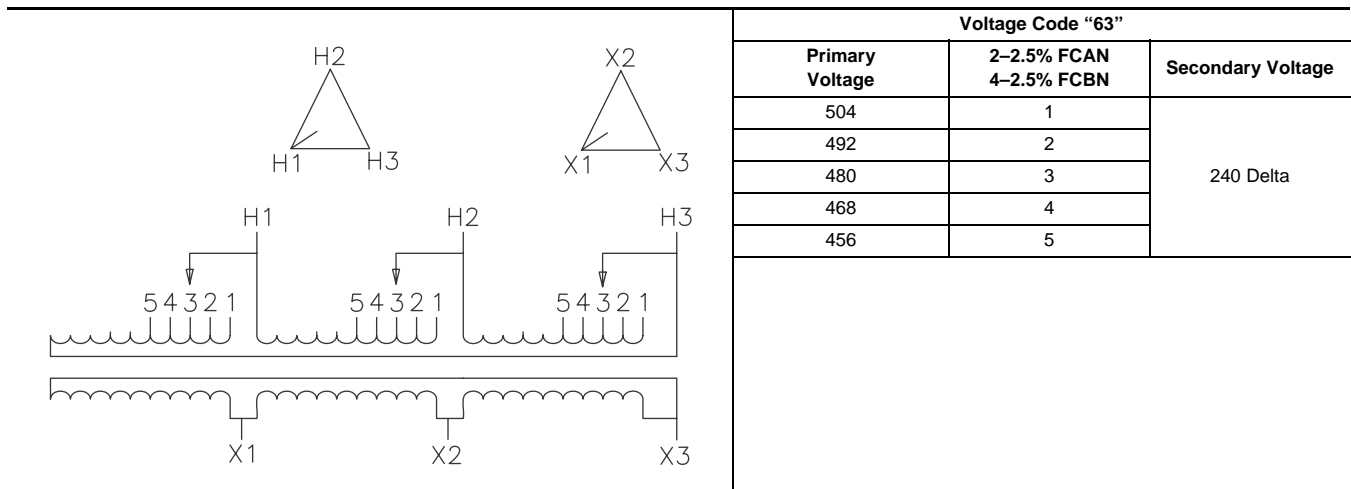 H2
X2
H1
H3
X1
X3
H1
H2
H3
5 4 3 2 1
5 4 3 2 1
5 4 3 2 1
X1
X2
X3
Voltage Code “63”
Primary
Voltage
2–2.5% FCAN
4–2.5% FCBN
Secondary Voltage
504
1
492
2
480
3
240 Delta
468
4
456
5